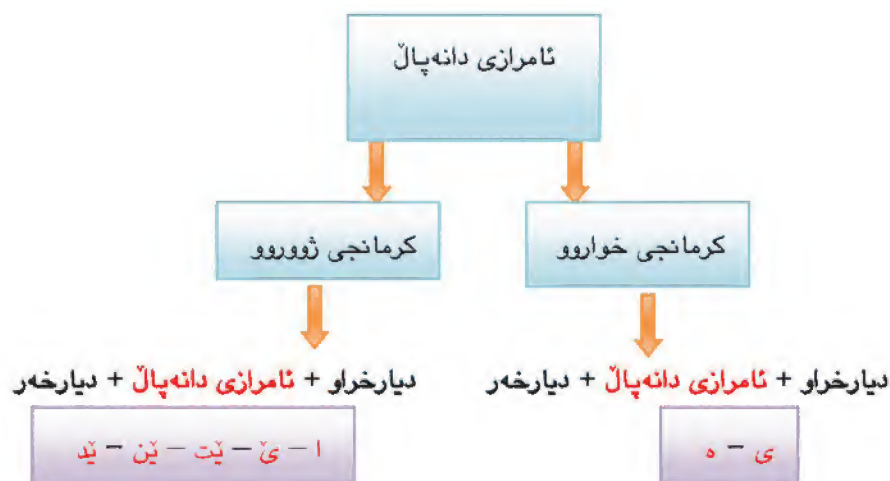 ئامرازی دانەپاڵ
کرمانجی خواروو
کرمانجی ژووروو
دیارخراو + ئامرازی دانەپاڵ + دیارخەر
دیارخراو + ئامرازی دانەپاڵ + دیارخەر
ی – ە
ا – ێ – ێت – ێن – ێد